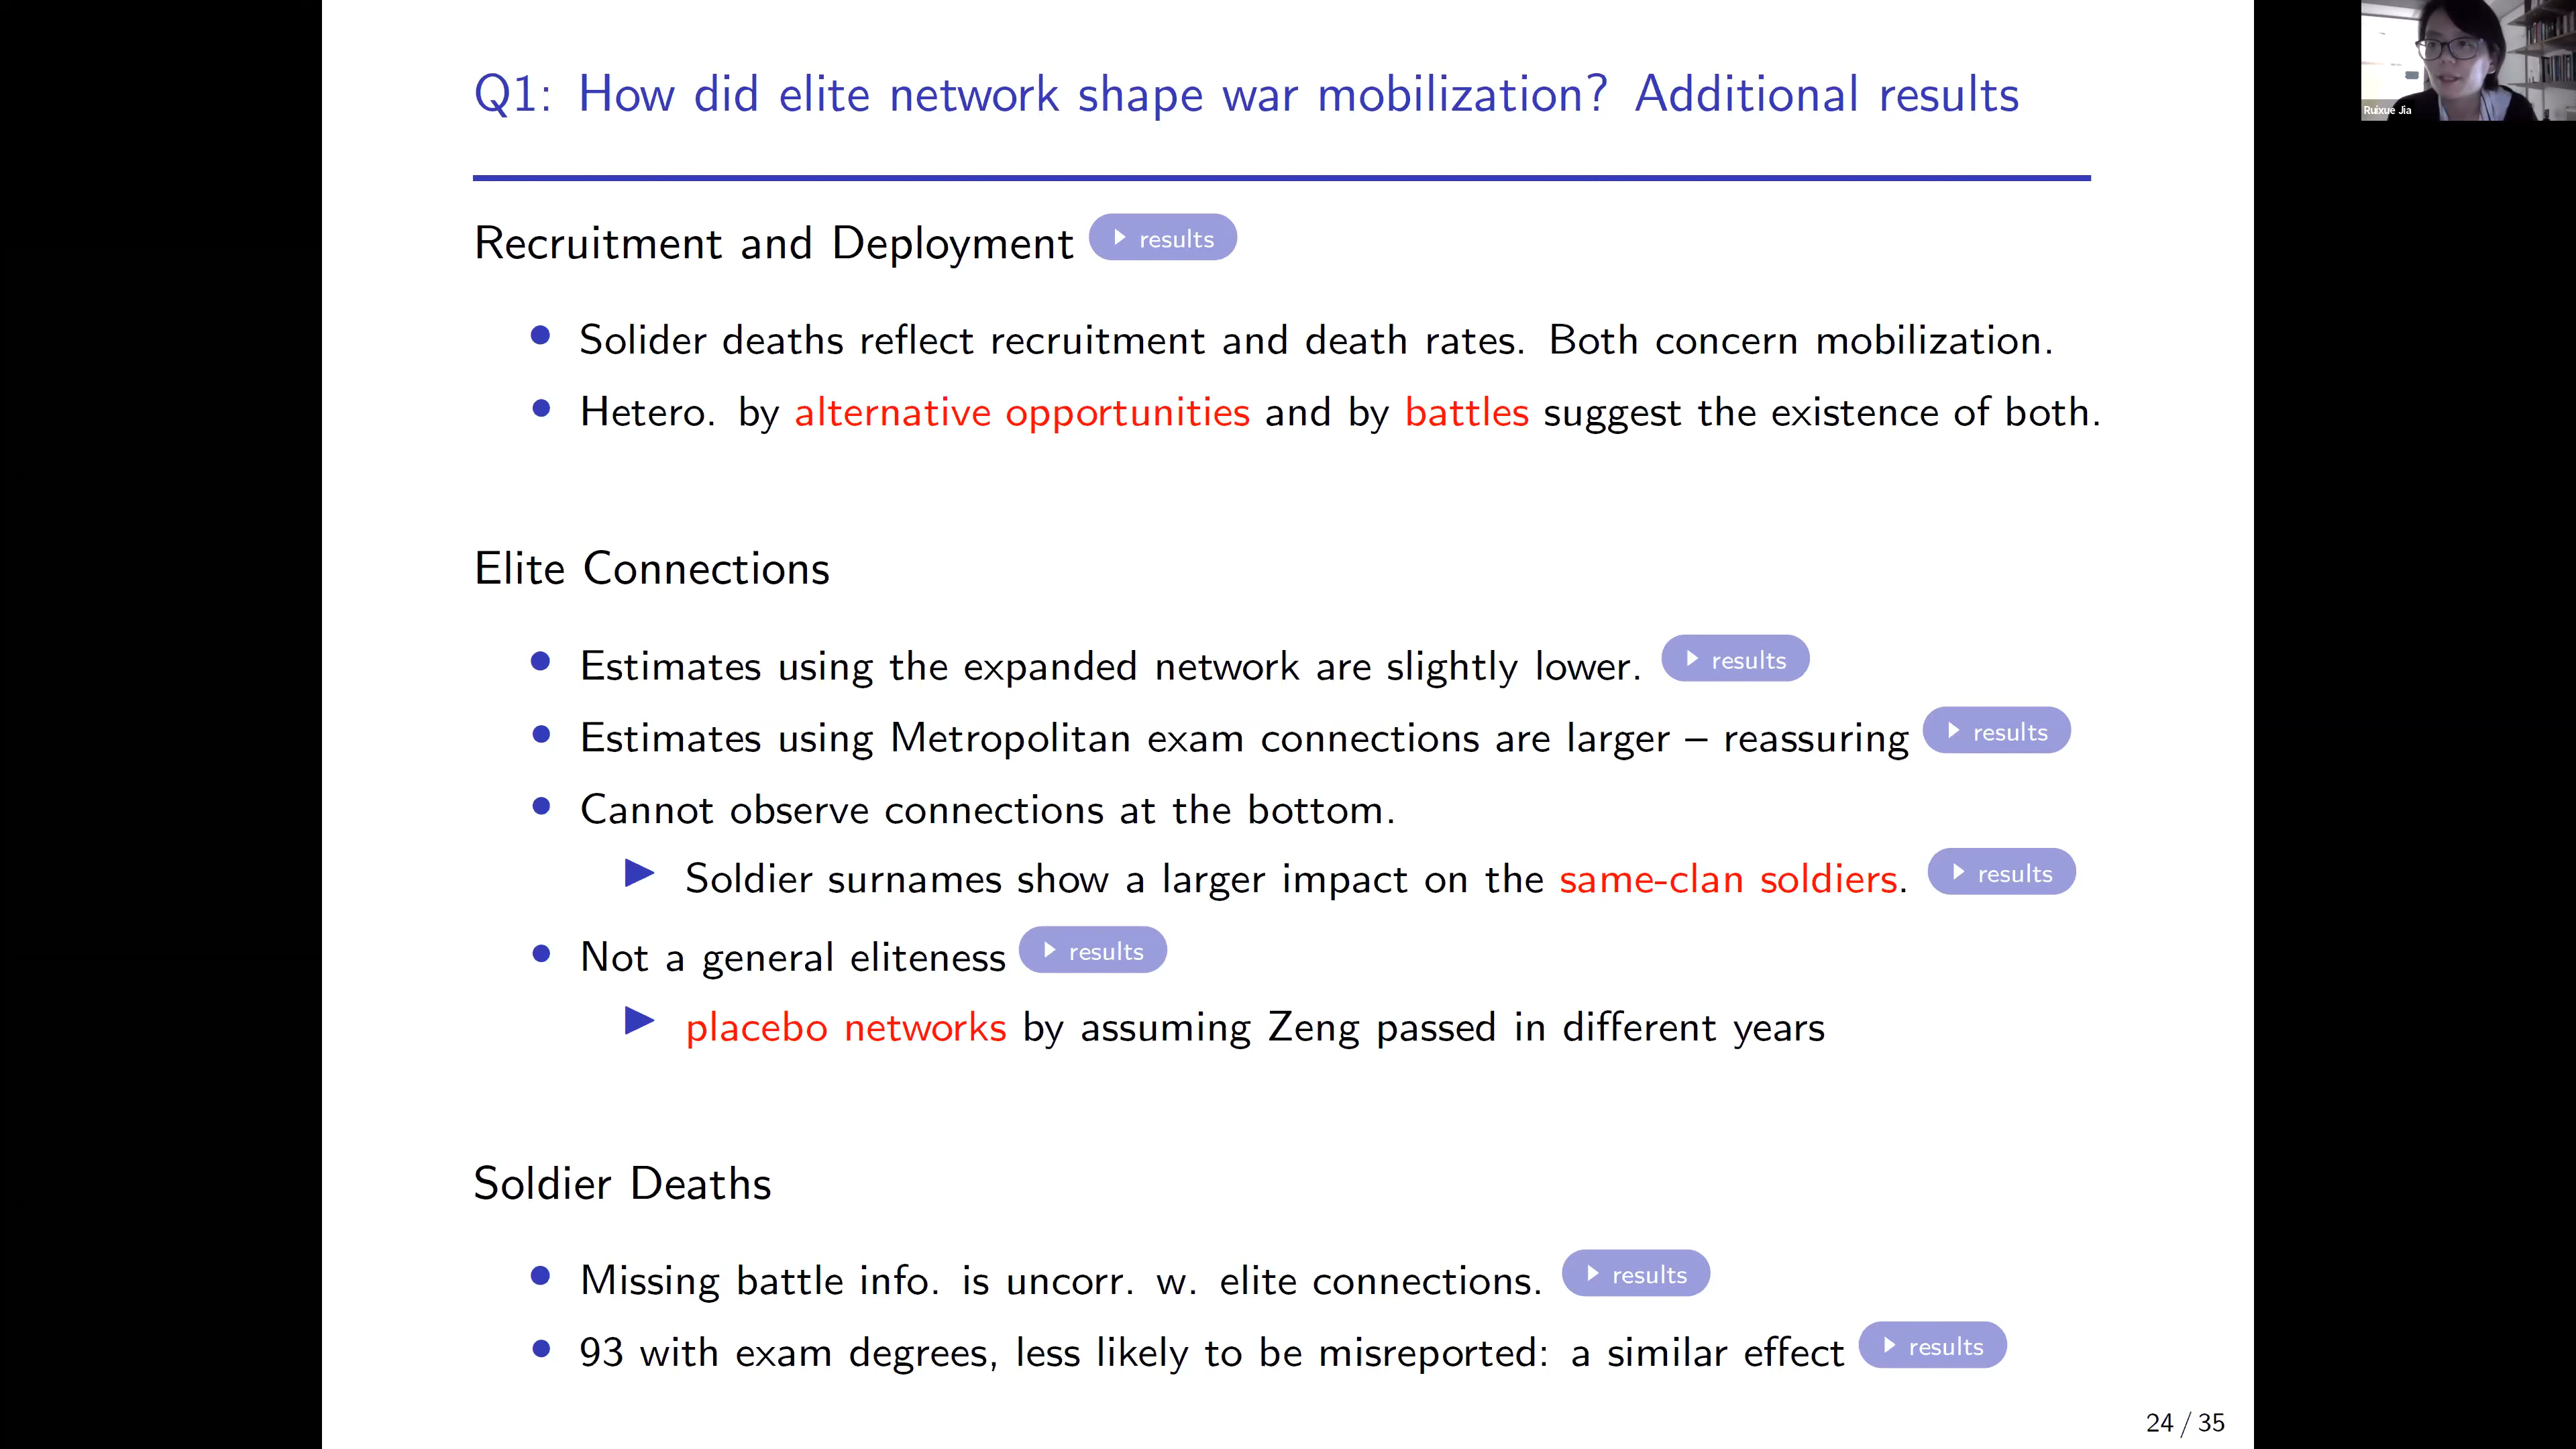 Q1: How did elite network shape war mobilization? Additional results
Ruixue Jia
Recruitment and Deployment results
Solider deaths reflect recruitment and death rates. Both concern mobilization.
Hetero. by alternative opportunities and by battles suggest the existence of both.
Elite Connections
Estimates using the expanded network are slightly lower. results
Estimates using Metropolitan exam connections are larger – reassuring results
Cannot observe connections at the bottom.
Soldier surnames show a larger impact on the same-clan soldiers. results
Not a general eliteness results
placebo networks by assuming Zeng passed in different years
Soldier Deaths
Missing battle info. is uncorr. w. elite connections. results
93 with exam degrees, less likely to be misreported: a similar effect results
24 / 35